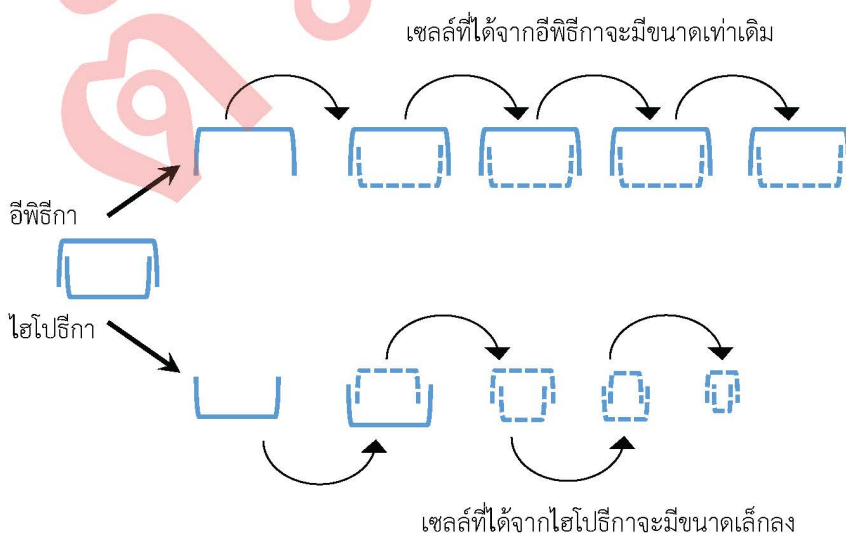 เซลล์ที่ได้จากอีพิธีกาจะมีขนาดเท่าเดิม
อีพิธีกา
ไฮโปธีกา
เซลล์ที่ได้จากไฮโปธีกาจะมีขนาดเล็กลง